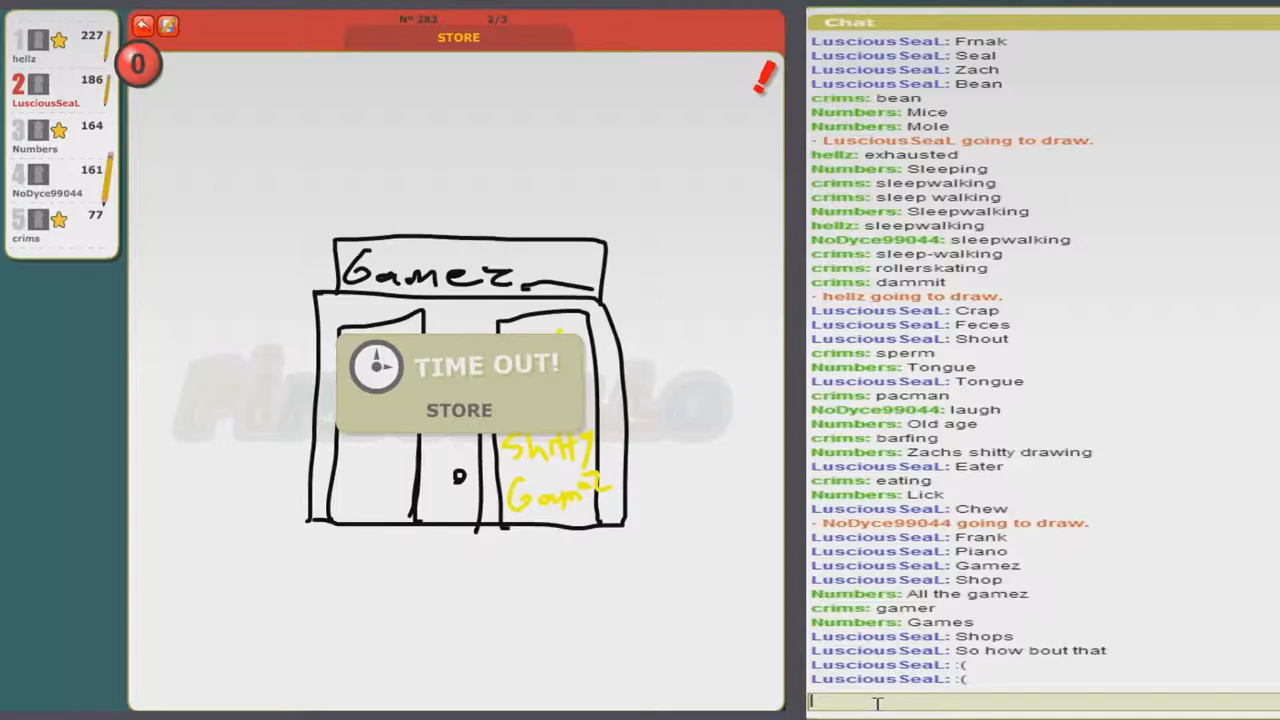 1 227
hellz
2 186
LusciousSeaL
3 164
Numbers
4 161
NoDyce99044
5 77
crims
0
Nº 283 2/3
STORE
Gamez
TIME OUT!
STORE
Shitty
Gamez
Chat
LusciousSeaL: Frnak
LusciousSeaL: Seal
LusciousSeaL: Zach
LusciousSeaL: Bean
crims: bean
Numbers: Mice
Numbers: Mole
- LusciousSeaL going to draw.
hellz: exhausted
Numbers: Sleeping
crims: sleepwalking
crims: sleep walking
Numbers: Sleepwalking
hellz: sleepwalking
NoDyce99044: sleepwalking
crims: sleep-walking
crims: rollerskating
crims: dammit
- hellz going to draw.
LusciousSeaL: Crap
LusciousSeaL: Feces
LusciousSeaL: Shout
crims: sperm
Numbers: Tongue
LusciousSeaL: Tongue
crims: pacman
NoDyce99044: laugh
Numbers: Old age
crims: barfing
Numbers: Zachs shitty drawing
LusciousSeaL: Eater
crims: eating
Numbers: Lick
LusciousSeaL: Chew
- NoDyce99044 going to draw.
LusciousSeaL: Frank
LusciousSeaL: Piano
LusciousSeaL: Gamez
LusciousSeaL: Shop
Numbers: All the gamez
crims: gamer
Numbers: Games
LusciousSeaL: Shops
LusciousSeaL: So how bout that
LusciousSeaL: :(
LusciousSeaL: :(